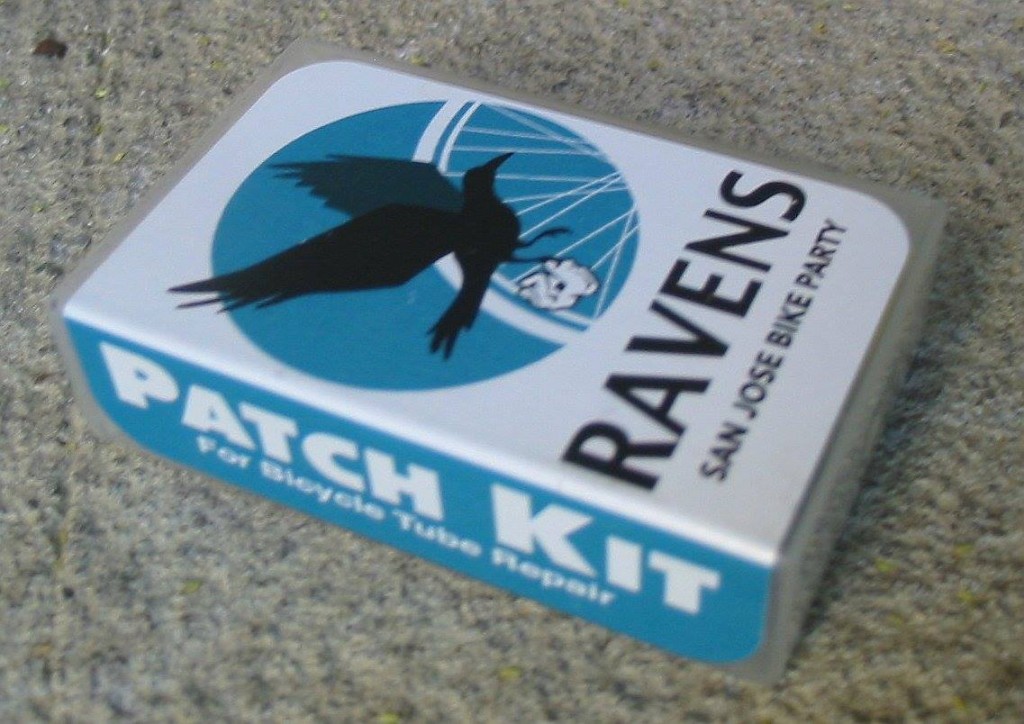 RAVENS
SAN JOSE BIKE PARTY
PATCH KIT
For Bicycle Tube Repair